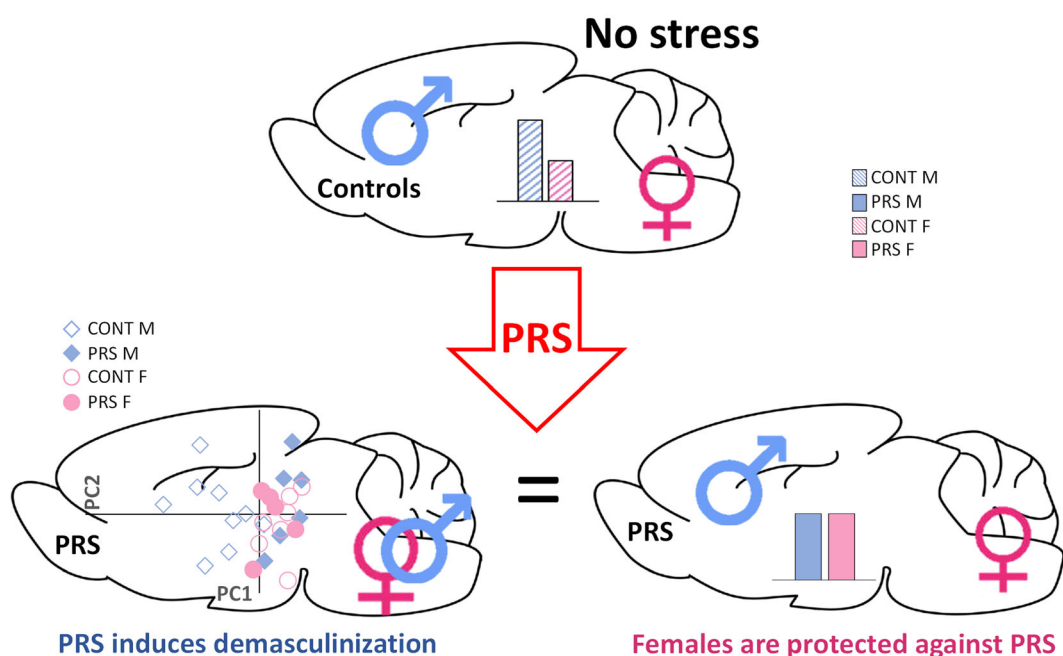 No stress
Controls
CONT M
PRS M
CONT F
PRS F
PRS
CONT M
PRS M
CONT F
PRS F
PC2
PRS
PC1
=
PRS
PRS induces demasculinization
Females are protected against PRS